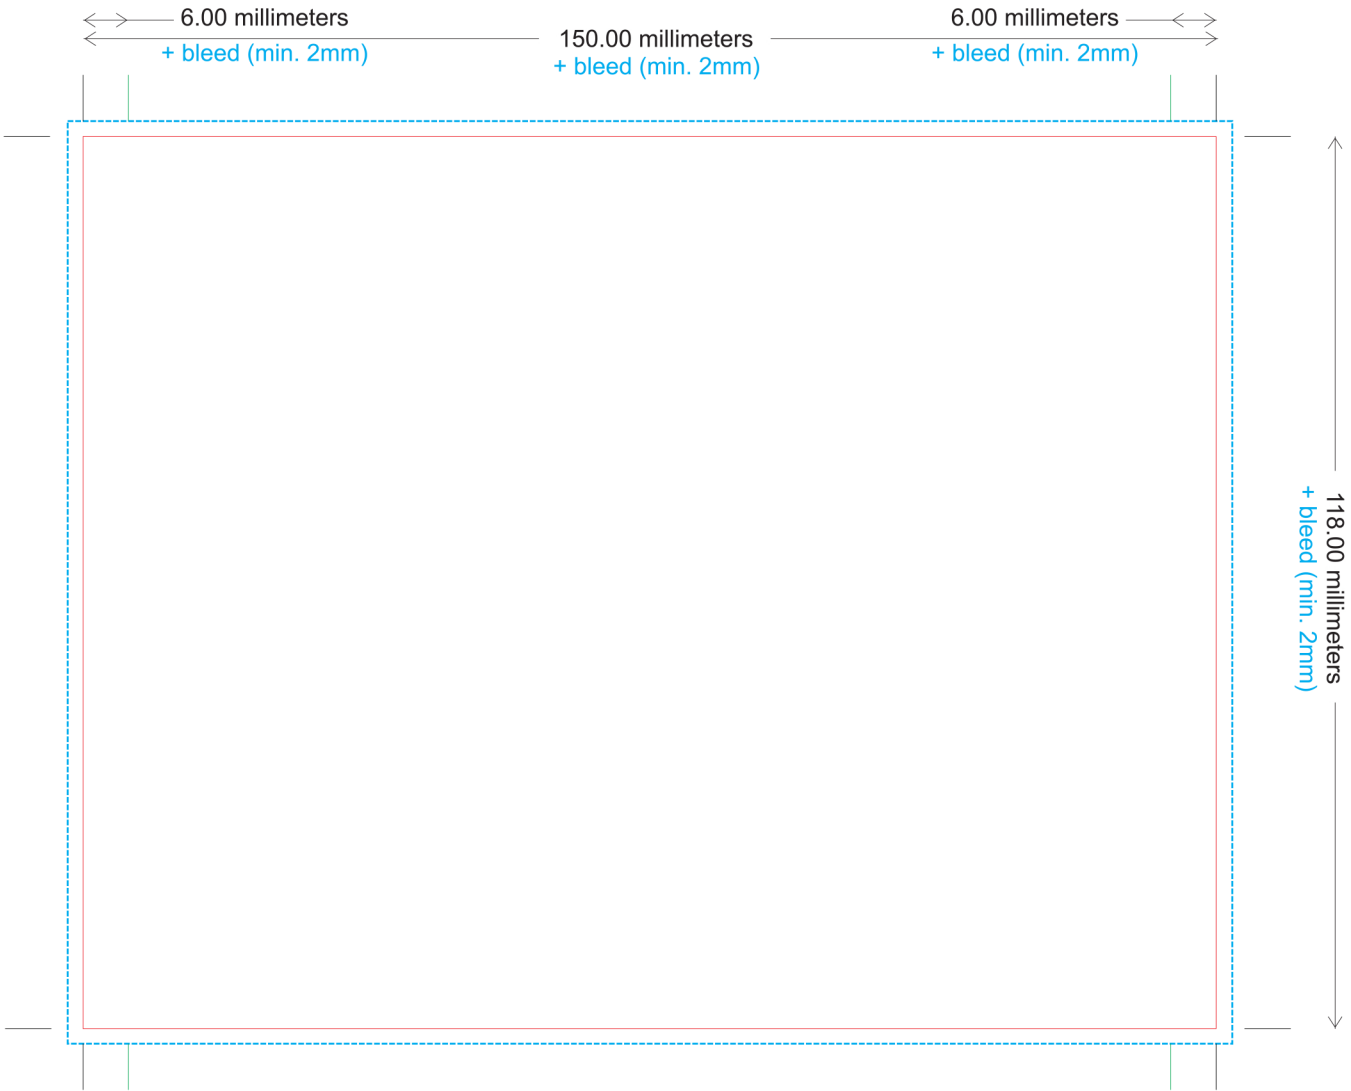 6.00 millimeters
+ bleed (min. 2mm)
150.00 millimeters
+ bleed (min. 2mm)
6.00 millimeters
+ bleed (min. 2mm)
118.00 millimeters
+ bleed (min. 2mm)